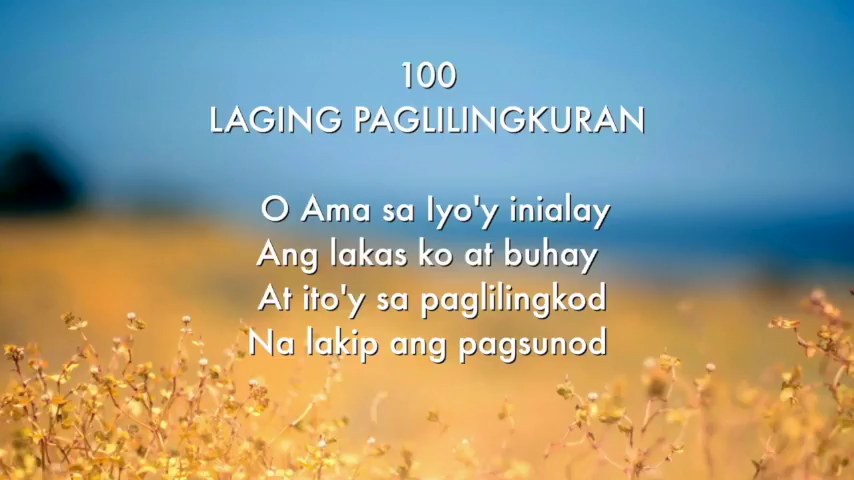 100
LAGING PAGLILINGKURAN
O Ama sa Iyo'y inialay
Ang lakas ko at buhay
At ito'y sa paglilingkod
Na lakip ang pagsunod